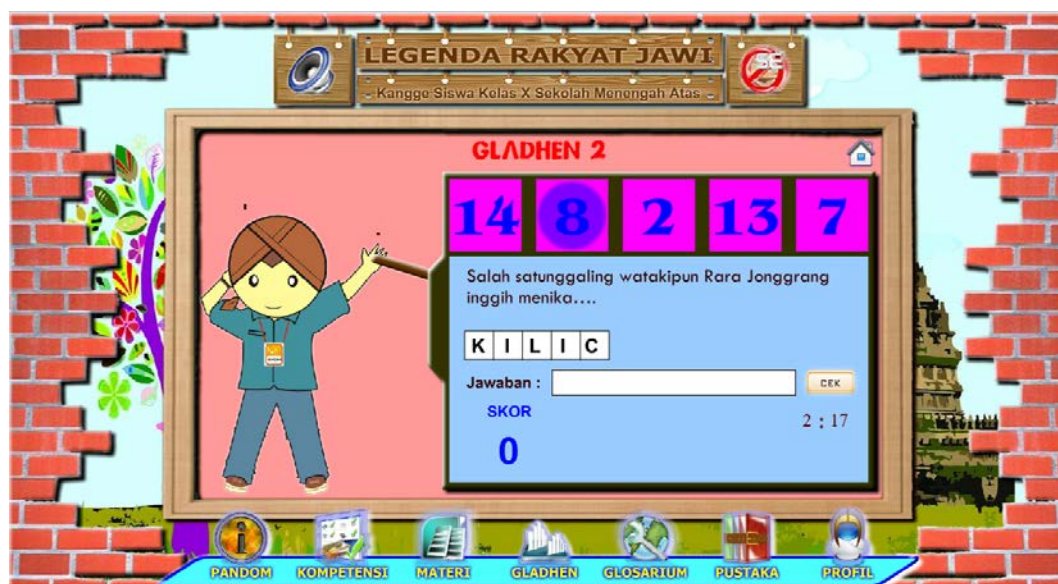 LEGENDA RAKYAT JAWI
Kangge Siswa Kelas X Sekolah Menengah Atas
GLADHEN 2
14 8 2 13 7
Salah satunggaling watakipun Rara Jonggrang
inggih menika....
K I L I C
Jawaban :
CEK
SKOR
2 : 17
0
PANDOM KOMPETENSI MATERI GLADHEN GLOSARIUM PUSTAKA PROFIL